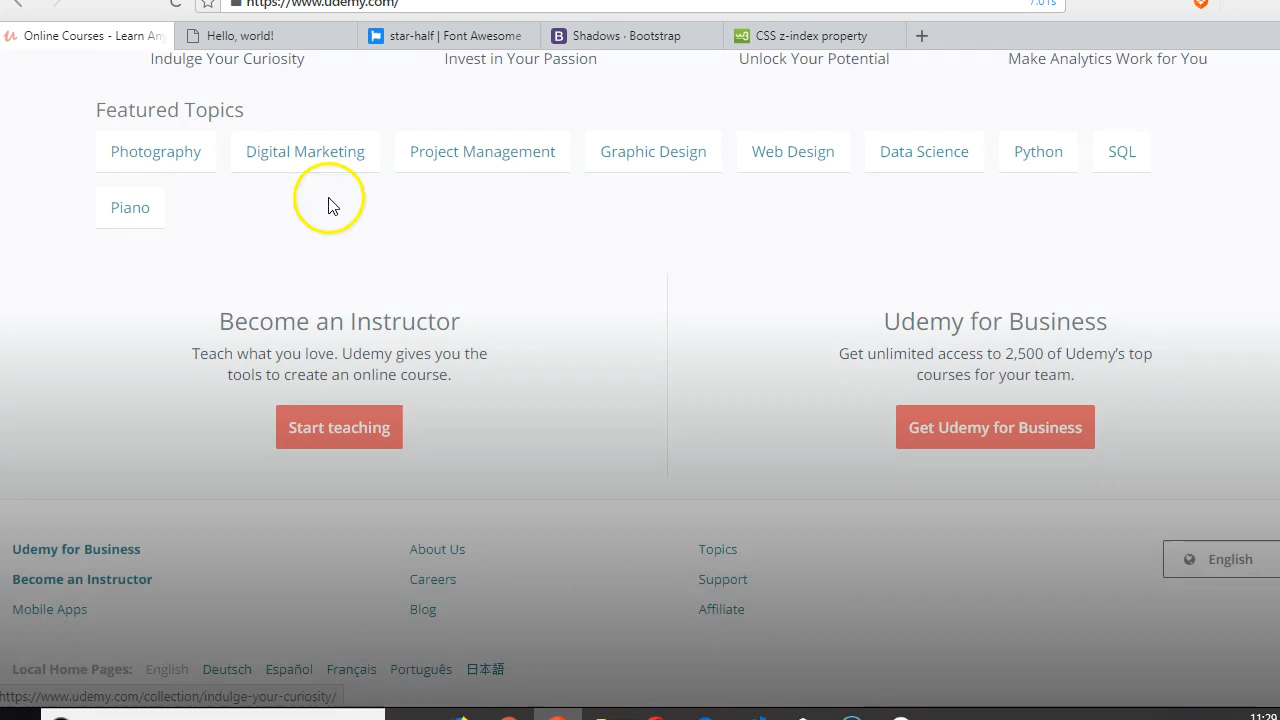 https://www.udemy.com/
7.01s
Online Courses - Learn Any
Hello, world!
star-half | Font Awesome
Shadows · Bootstrap
CSS z-index property
Indulge Your Curiosity
Invest in Your Passion
Unlock Your Potential
Make Analytics Work for You
Featured Topics
Photography
Digital Marketing
Project Management
Graphic Design
Web Design
Data Science
Python
SQL
Piano
Become an Instructor
Teach what you love. Udemy gives you the
tools to create an online course.
Start teaching
Udemy for Business
Get unlimited access to 2,500 of Udemy's top
courses for your team.
Get Udemy for Business
Udemy for Business
About Us
Topics
English
Become an Instructor
Careers
Support
Mobile Apps
Blog
Affiliate
Local Home Pages: English Deutsch Español Français Português 日本語
https://www.udemy.com/collection/indulge-your-curiosity/
11:29